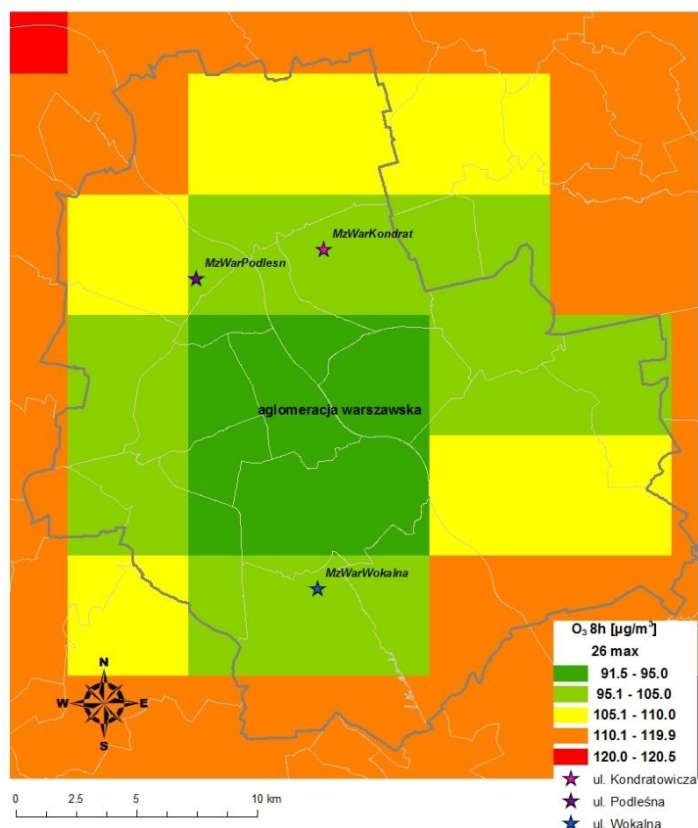 MzWarKondrat
MzWarPodlesn
aglomeracja warszawska
MzWarWokalna
N
W E
S
O₃ 8h [µg/m³]
26 max
91.5 - 95.0
95.1 - 105.0
105.1 - 110.0
110.1 - 119.9
120.0 - 120.5
ul. Kondratowicza
ul. Podleśna
ul. Wokalna
0 2.5 5 10 km